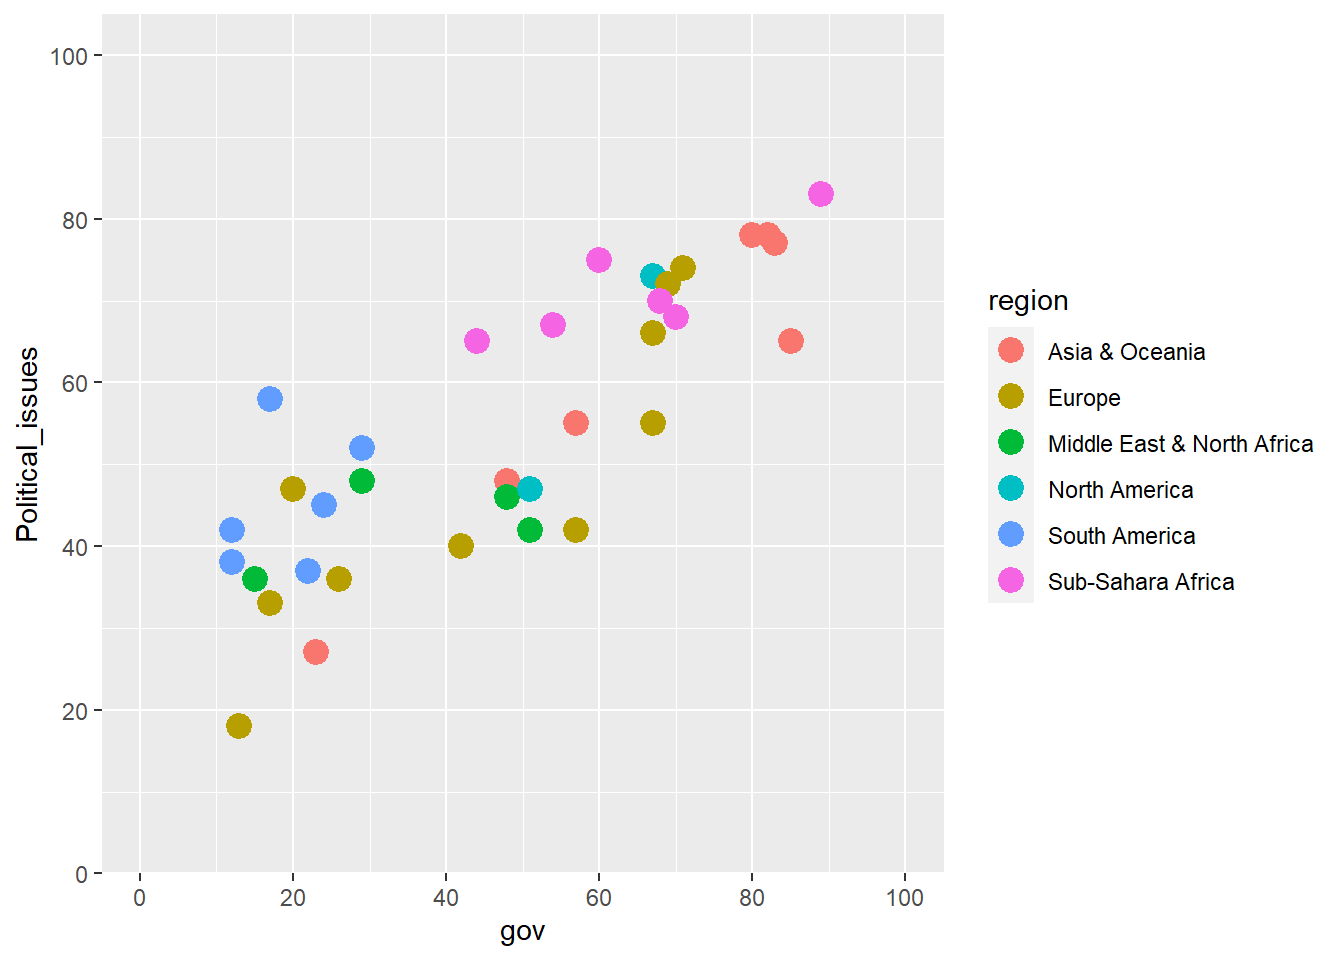 100
80
60
40
20
0
Political_issues
0 20 40 60 80 100
gov
region
Asia & Oceania
Europe
Middle East & North Africa
North America
South America
Sub-Sahara Africa